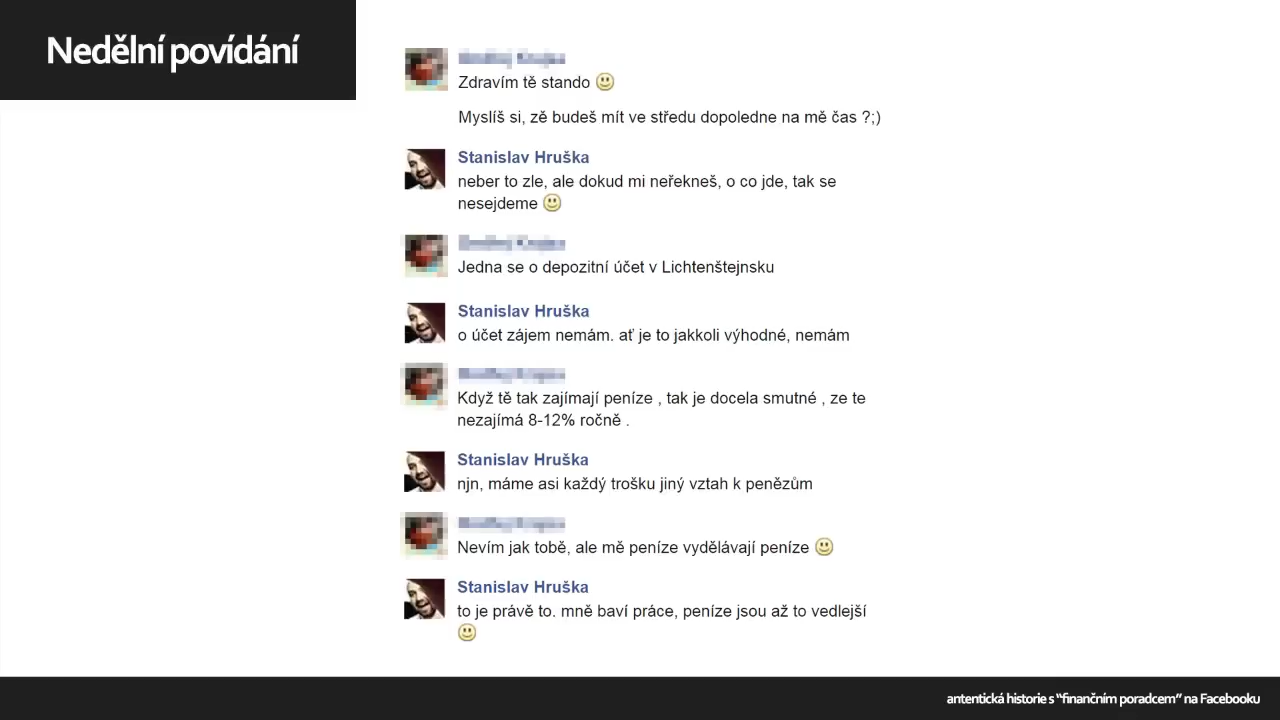 Nedělní povídání
Zdravím tě stando
Myslíš si, zě budeš mít ve středu dopoledne na mě čas ?;)
Stanislav Hruška
neber to zle, ale dokud mi neřekneš, o co jde, tak se
nesejdeme
Jedna se o depozitní účet v Lichtenštejnsku
Stanislav Hruška
o účet zájem nemám. ať je to jakkoli výhodné, nemám
Když tě tak zajímají peníze , tak je docela smutné , ze te
nezajímá 8-12% ročně .
Stanislav Hruška
njn, máme asi každý trošku jiný vztah k penězům
Nevím jak tobě, ale mě peníze vydělávají peníze
Stanislav Hruška
to je právě to. mně baví práce, peníze jsou až to vedlejší
antentická historie s “finančním poradcem” na Facebooku